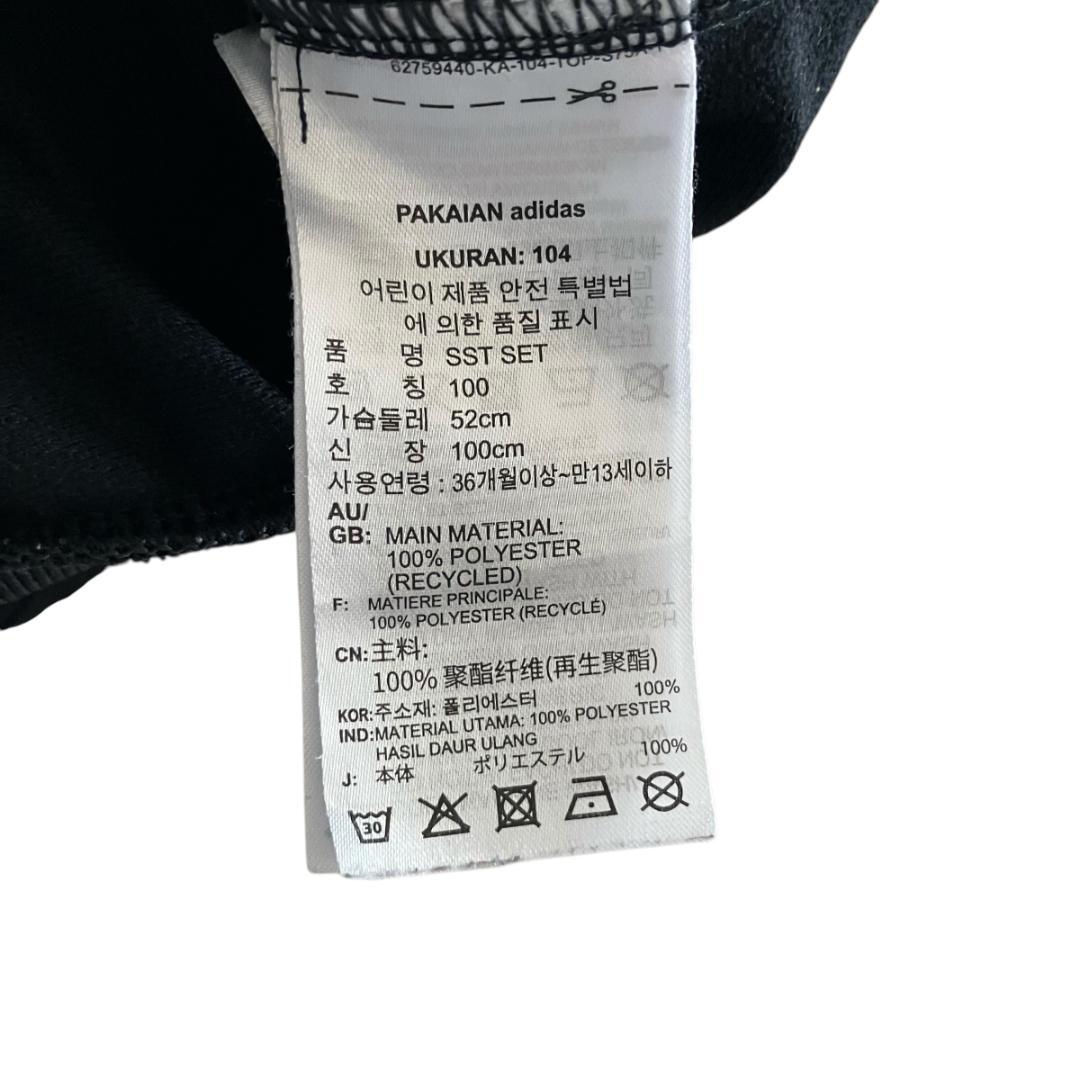 62759440-KA-104-TOP-S75A-1
PAKAIAN adidas
UKURAN: 104
어린이 제품 안전 특별법
에 의한 품질 표시
품 명 SST SET
호 칭 100
가슴둘레 52cm
신 장 100cm
사용연령 : 36개월이상~만13세이하
AU/
GB: MAIN MATERIAL:
100% POLYESTER
(RECYCLED)
F: MATIERE PRINCIPALE:
100% POLYESTER (RECYCLÉ)
CN:主料:
100% 聚酯纤维(再生聚酯)
KOR:주소재: 폴리에스터 100%
IND:MATERIAL UTAMA: 100% POLYESTER
HASIL DAUR ULANG
J: 本体 ポリエステル 100%
30